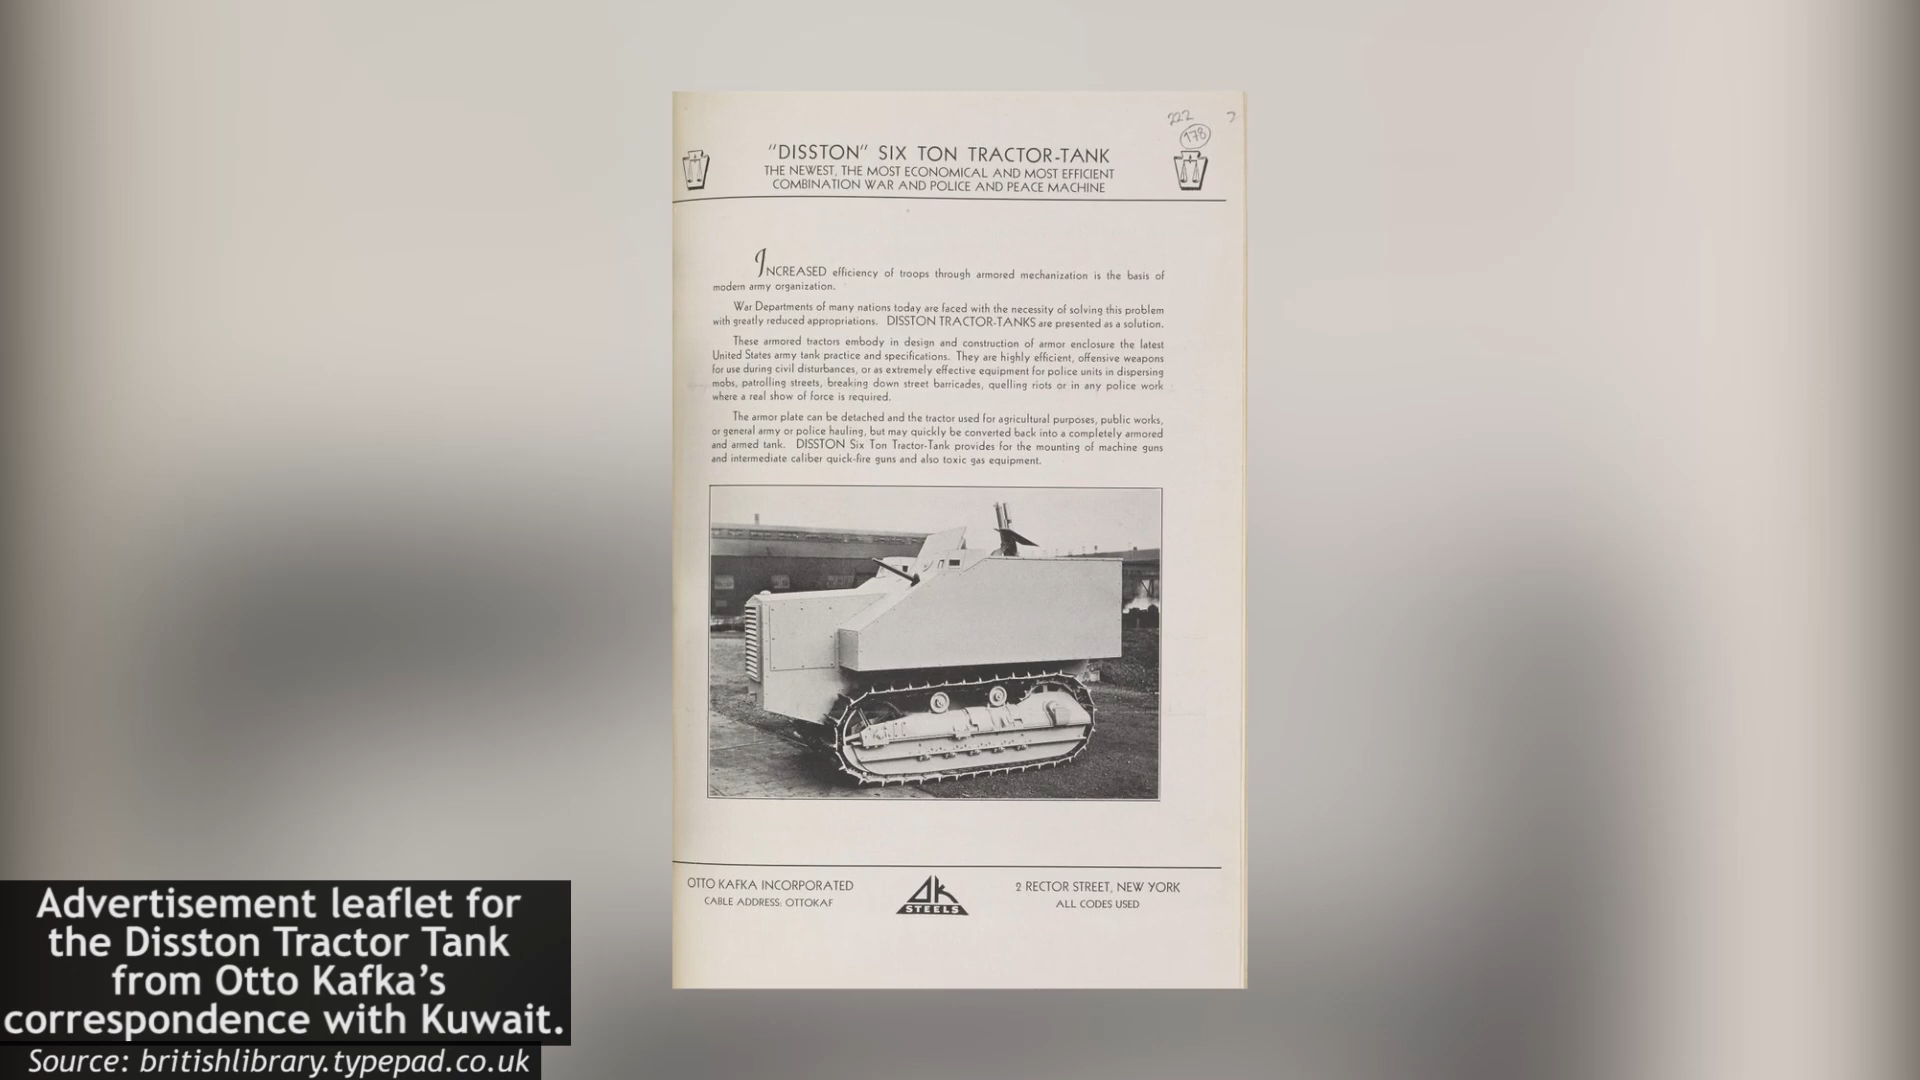 222
7
178
"DISSTON" SIX TON TRACTOR-TANK
THE NEWEST, THE MOST ECONOMICAL AND MOST EFFICIENT
COMBINATION WAR AND POLICE AND PEACE MACHINE
INCREASED efficiency of troops through armored mechanization is the basis of
modern army organization.
War Departments of many nations today are faced with the necessity of solving this problem
with greatly reduced appropriations. DISSTON TRACTOR-TANKS are presented as a solution.
These armored tractors embody in design and construction of armor enclosure the latest
United States army tank practice and specifications. They are highly efficient, offensive weapons
for use during civil disturbances, or as extremely effective equipment for police units in dispersing
mobs, patrolling streets, breaking down street barricades, quelling riots or in any police work
where a real show of force is required.
The armor plate can be detached and the tractor used for agricultural purposes, public works,
or general army or police hauling, but may quickly be converted back into a completely armored
and armed tank. DISSTON Six Ton Tractor-Tank provides for the mounting of machine guns
and intermediate caliber quick-fire guns and also toxic gas equipment.
OTTO KAFKA INCORPORATED
CABLE ADDRESS: OTTOKAF
OK
STEELS
2 RECTOR STREET, NEW YORK
ALL CODES USED
Advertisement leaflet for
the Disston Tractor Tank
from Otto Kafka's
correspondence with Kuwait.
Source: britishlibrary.typepad.co.uk